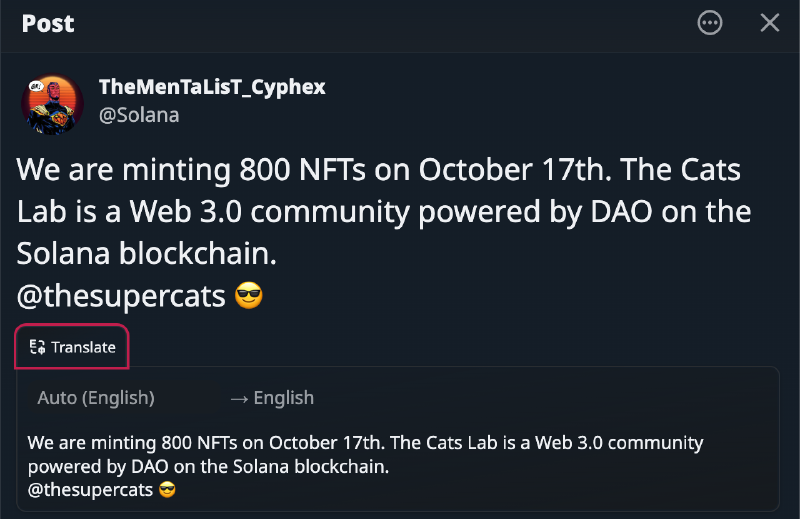 Post
TheMenTaLisT_Cyphex
@Solana
We are minting 800 NFTs on October 17th. The Cats
Lab is a Web 3.0 community powered by DAO on the
Solana blockchain.
@thesupercats 😎
Translate
Auto (English) → English
We are minting 800 NFTs on October 17th. The Cats Lab is a Web 3.0 community
powered by DAO on the Solana blockchain.
@thesupercats 😎